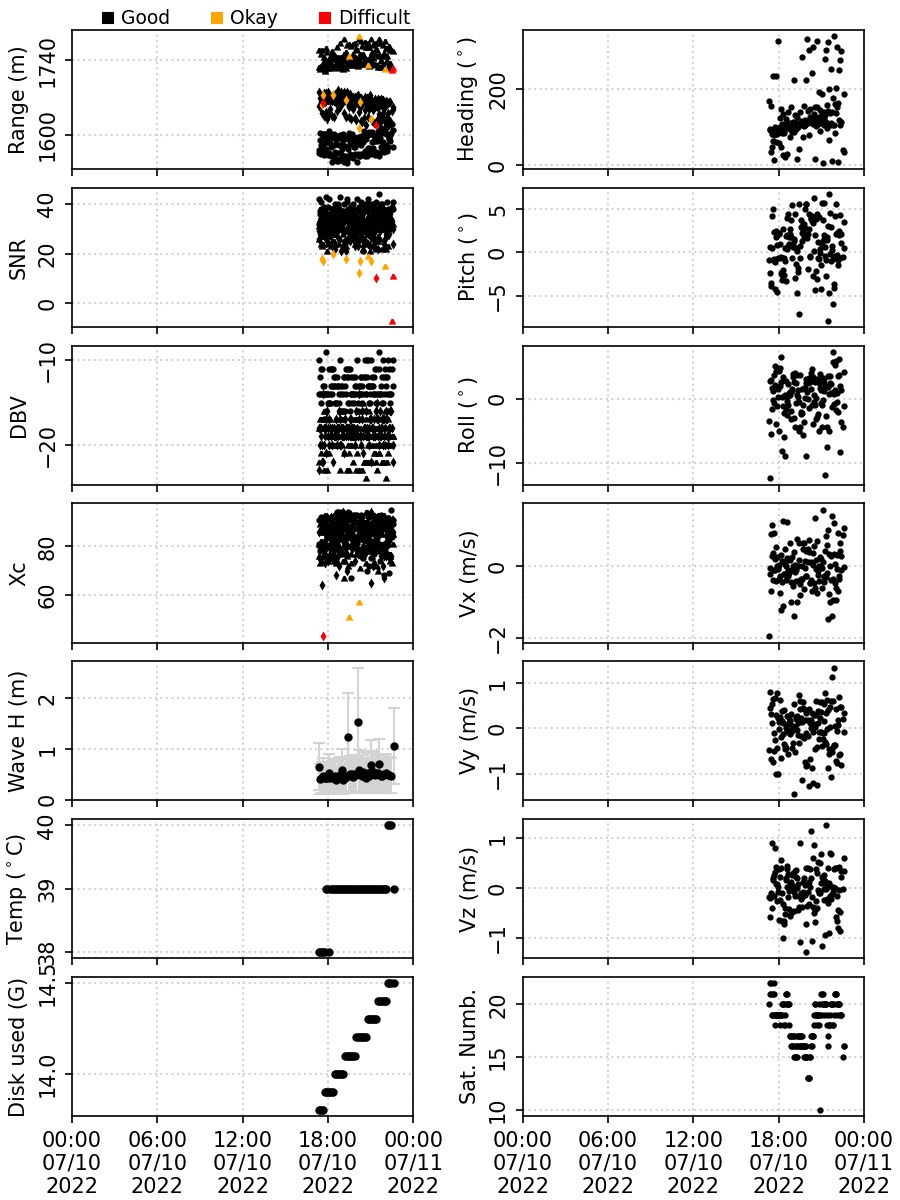 Good Okay Difficult
Range (m) 1740 1600
Heading (°) 200 0
SNR 40 20 0
Pitch (°) 5 0 −5
DBV −10 −20
Roll (°) 0 −10
Xc 80 60
Vx (m/s) 0 −2
Wave H (m) 2 1 0
Vy (m/s) 1 0 −1
Temp (°C) 40 39 38
Vz (m/s) 1 0 −1
Disk used (G) 14.5 14.0
Sat. Numb. 20 15 10
00:00 06:00 12:00 18:00 00:00 00:00 06:00 12:00 18:00 00:00
07/10 07/10 07/10 07/10 07/11 07/10 07/10 07/10 07/10 07/11
2022 2022 2022 2022 2022 2022 2022 2022 2022 2022